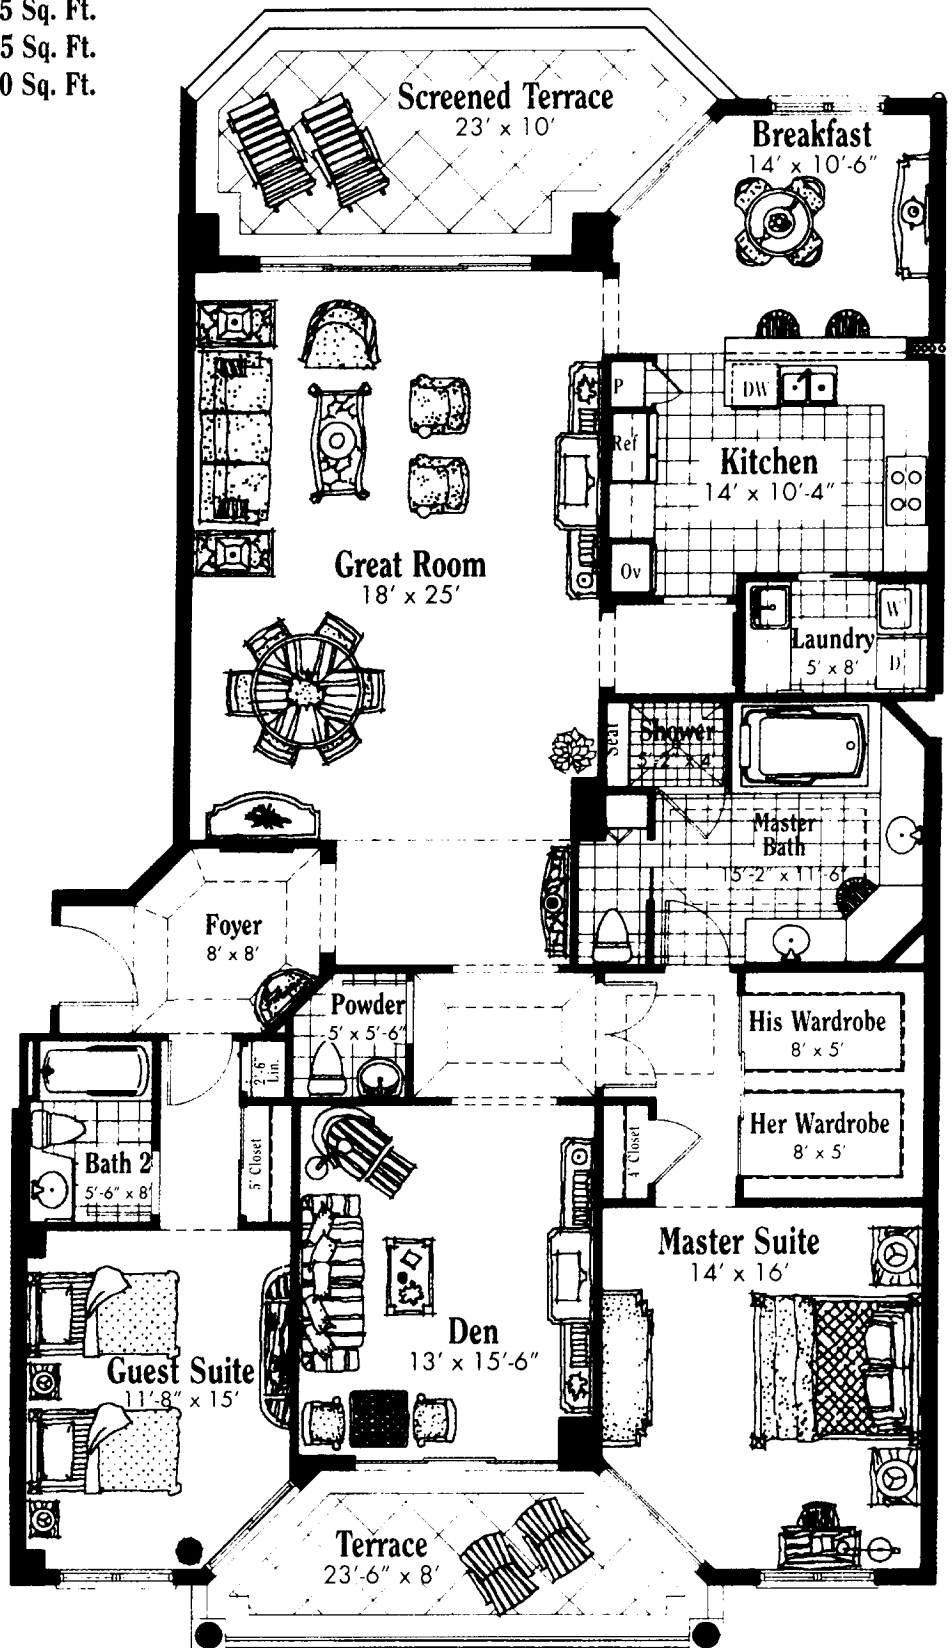 5 Sq. Ft.
5 Sq. Ft.
0 Sq. Ft.
Screened Terrace
23' x 10'
Breakfast
14' x 10'-6"
P
DW
Ref
Kitchen
14' x 10'-4"
Ov
Great Room
18' x 25'
W
Laundry
5' x 8'
D
Seat
Shower
5'-2" x 4'
Master
Bath
15'-2" x 11'-6"
Foyer
8' x 8'
Powder
5' x 5'-6"
His Wardrobe
8' x 5'
2'-6"
Lin.
Her Wardrobe
8' x 5'
Bath 2
5'-6" x 8'
5' Closet
4' Closet
Master Suite
14' x 16'
Den
13' x 15'-6"
Guest Suite
11'-8" x 15'
Terrace
23'-6" x 8'